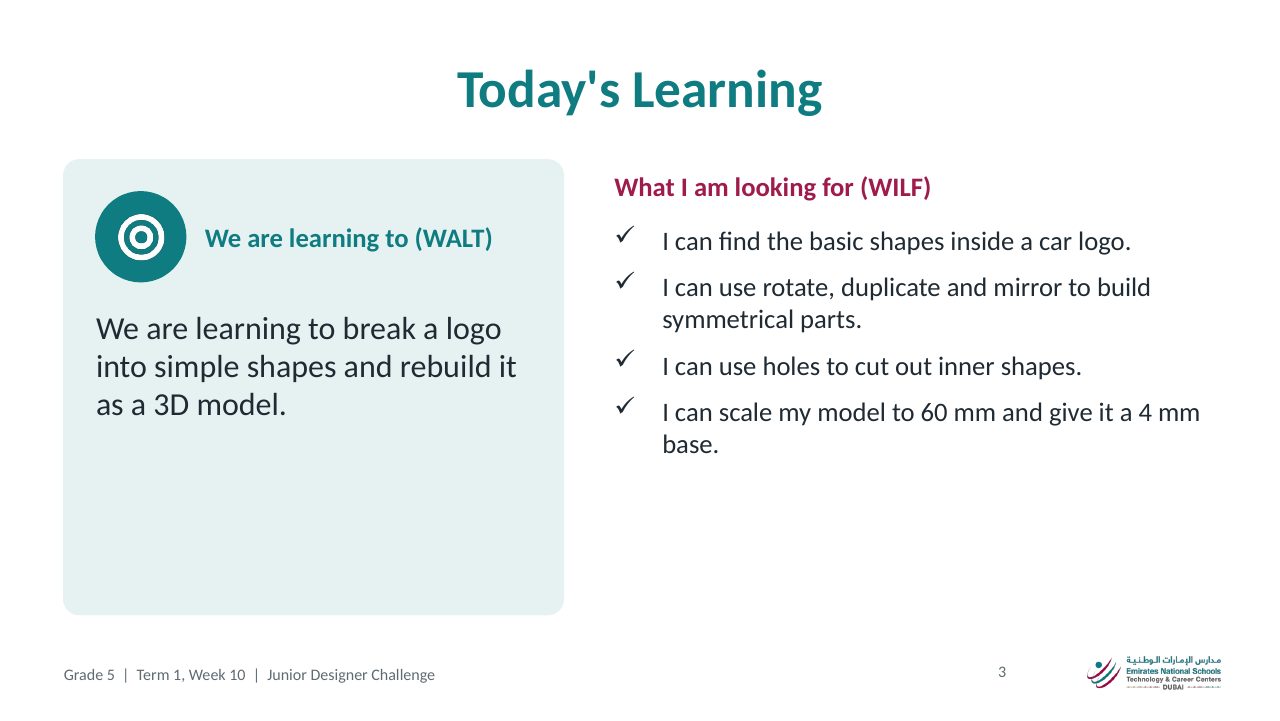 Today's Learning
We are learning to (WALT)
We are learning to break a logo
into simple shapes and rebuild it
as a 3D model.
What I am looking for (WILF)
✓ I can find the basic shapes inside a car logo.
✓ I can use rotate, duplicate and mirror to build
symmetrical parts.
✓ I can use holes to cut out inner shapes.
✓ I can scale my model to 60 mm and give it a 4 mm
base.
Grade 5 | Term 1, Week 10 | Junior Designer Challenge
3
مدارس الإمارات الوطنية
Emirates National Schools
Technology & Career Centers
DUBAI